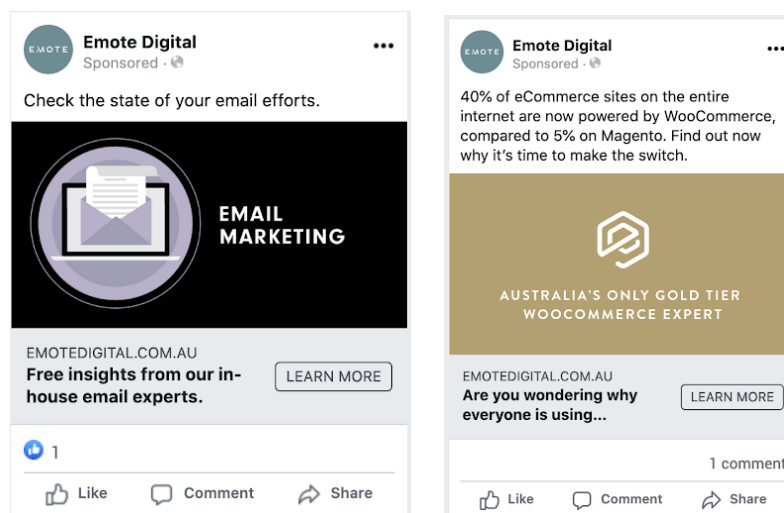 EMOTE
Emote Digital
Sponsored ·
Check the state of your email efforts.
EMAIL
MARKETING
EMOTEDIGITAL.COM.AU
Free insights from our in-
house email experts.
LEARN MORE
1
Like
Comment
Share
EMOTE
Emote Digital
Sponsored ·
40% of eCommerce sites on the entire
internet are now powered by WooCommerce,
compared to 5% on Magento. Find out now
why it's time to make the switch.
AUSTRALIA'S ONLY GOLD TIER
WOOCOMMERCE EXPERT
EMOTEDIGITAL.COM.AU
Are you wondering why
everyone is using...
LEARN MORE
1 comment
Like
Comment
Share